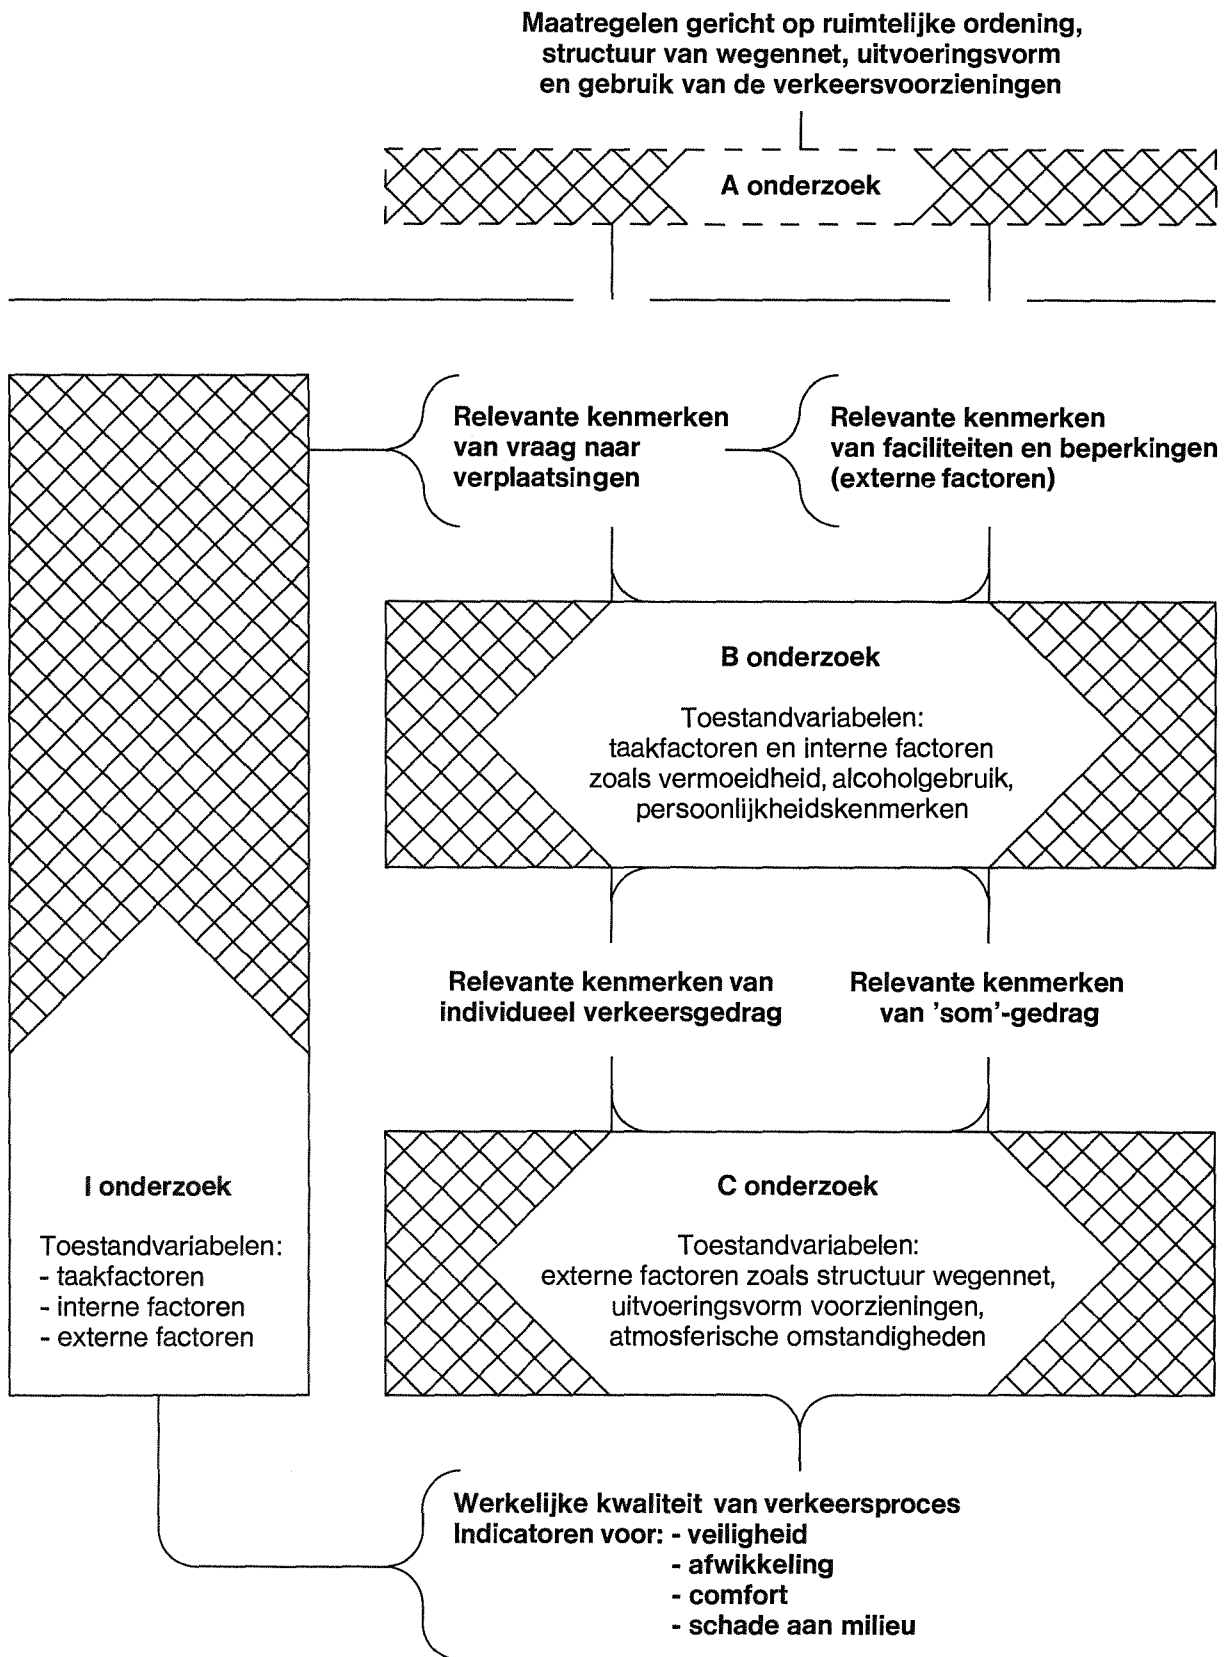 Maatregelen gericht op ruimtelijke ordening,
structuur van wegennet, uitvoeringsvorm
en gebruik van de verkeersvoorzieningen
A onderzoek
Relevante kenmerken
van vraag naar
verplaatsingen
Relevante kenmerken
van faciliteiten en beperkingen
(externe factoren)
B onderzoek
Toestandvariabelen:
taakfactoren en interne factoren
zoals vermoeidheid, alcoholgebruik,
persoonlijkheidskenmerken
Relevante kenmerken van
individueel verkeersgedrag
Relevante kenmerken
van 'som'-gedrag
I onderzoek
Toestandvariabelen:
- taakfactoren
- interne factoren
- externe factoren
C onderzoek
Toestandvariabelen:
externe factoren zoals structuur wegennet,
uitvoeringsvorm voorzieningen,
atmosferische omstandigheden
Werkelijke kwaliteit van verkeersproces
Indicatoren voor: - veiligheid
- afwikkeling
- comfort
- schade aan milieu